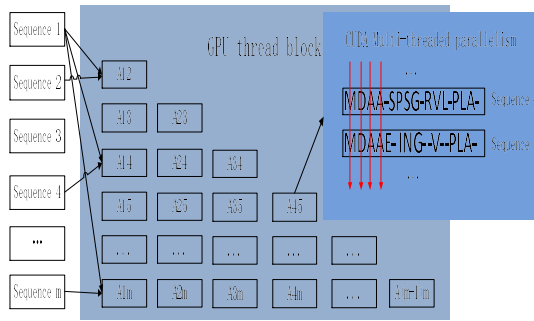 Sequence 1
Sequence 2
Sequence 3
Sequence 4
...
Sequence m
GPU thread block
A12
A13 A23
A14 A24 A34
A15 A25 A35 A45
... ... ... ... ...
A1m A2m A3m A4m ... Am-1m
CUDA Multi-threaded parallelism
...
MDAA-SPSG-RVL-PLA- Sequence
MDAAE-ING--V--PLA- Sequence
...